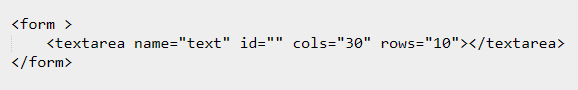 <form >
    <textarea name="text" id="" cols="30" rows="10"></textarea>
</form>